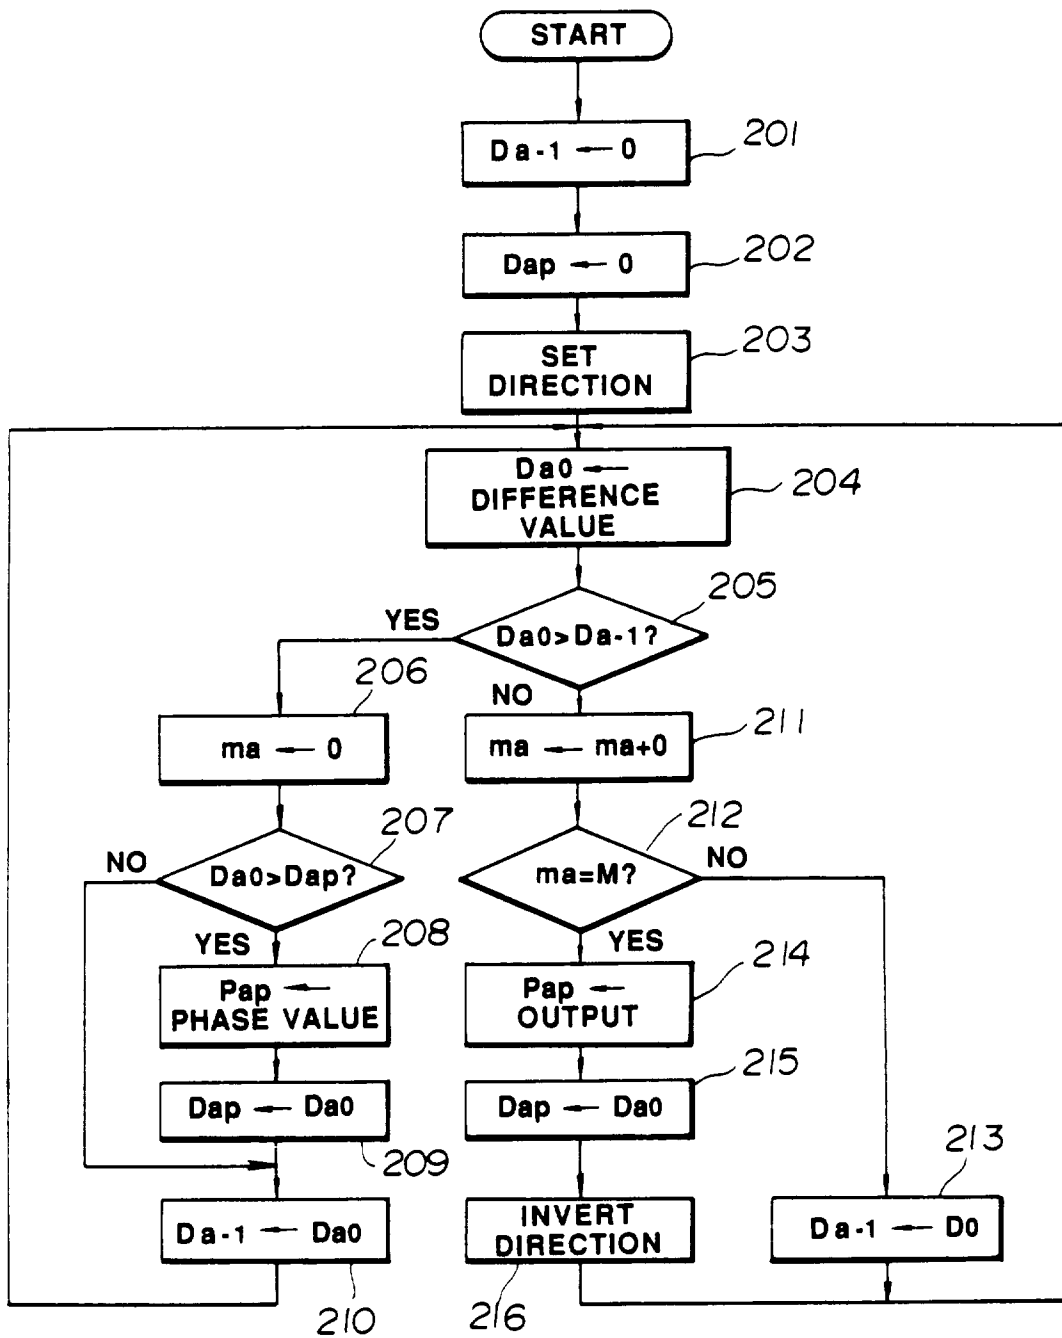 START
Da-1 ← 0
201
Dap ← 0
202
SET
DIRECTION
203
Da0 ←
DIFFERENCE
VALUE
204
Da0>Da-1?
205
YES
NO
ma ← 0
206
Da0>Dap?
207
NO
YES
Pap ←
PHASE VALUE
208
Dap ← Da0
209
Da-1 ← Da0
210
ma ← ma+0
211
ma=M?
212
NO
YES
Pap ←
OUTPUT
214
Dap ← Da0
215
INVERT
DIRECTION
216
Da-1 ← D0
213